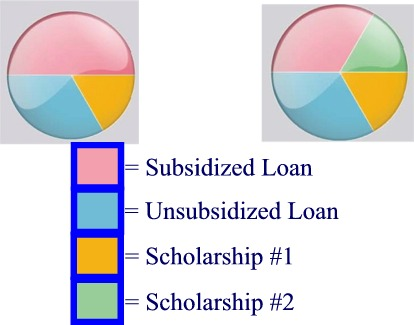 = Subsidized Loan
= Unsubsidized Loan
= Scholarship #1
= Scholarship #2